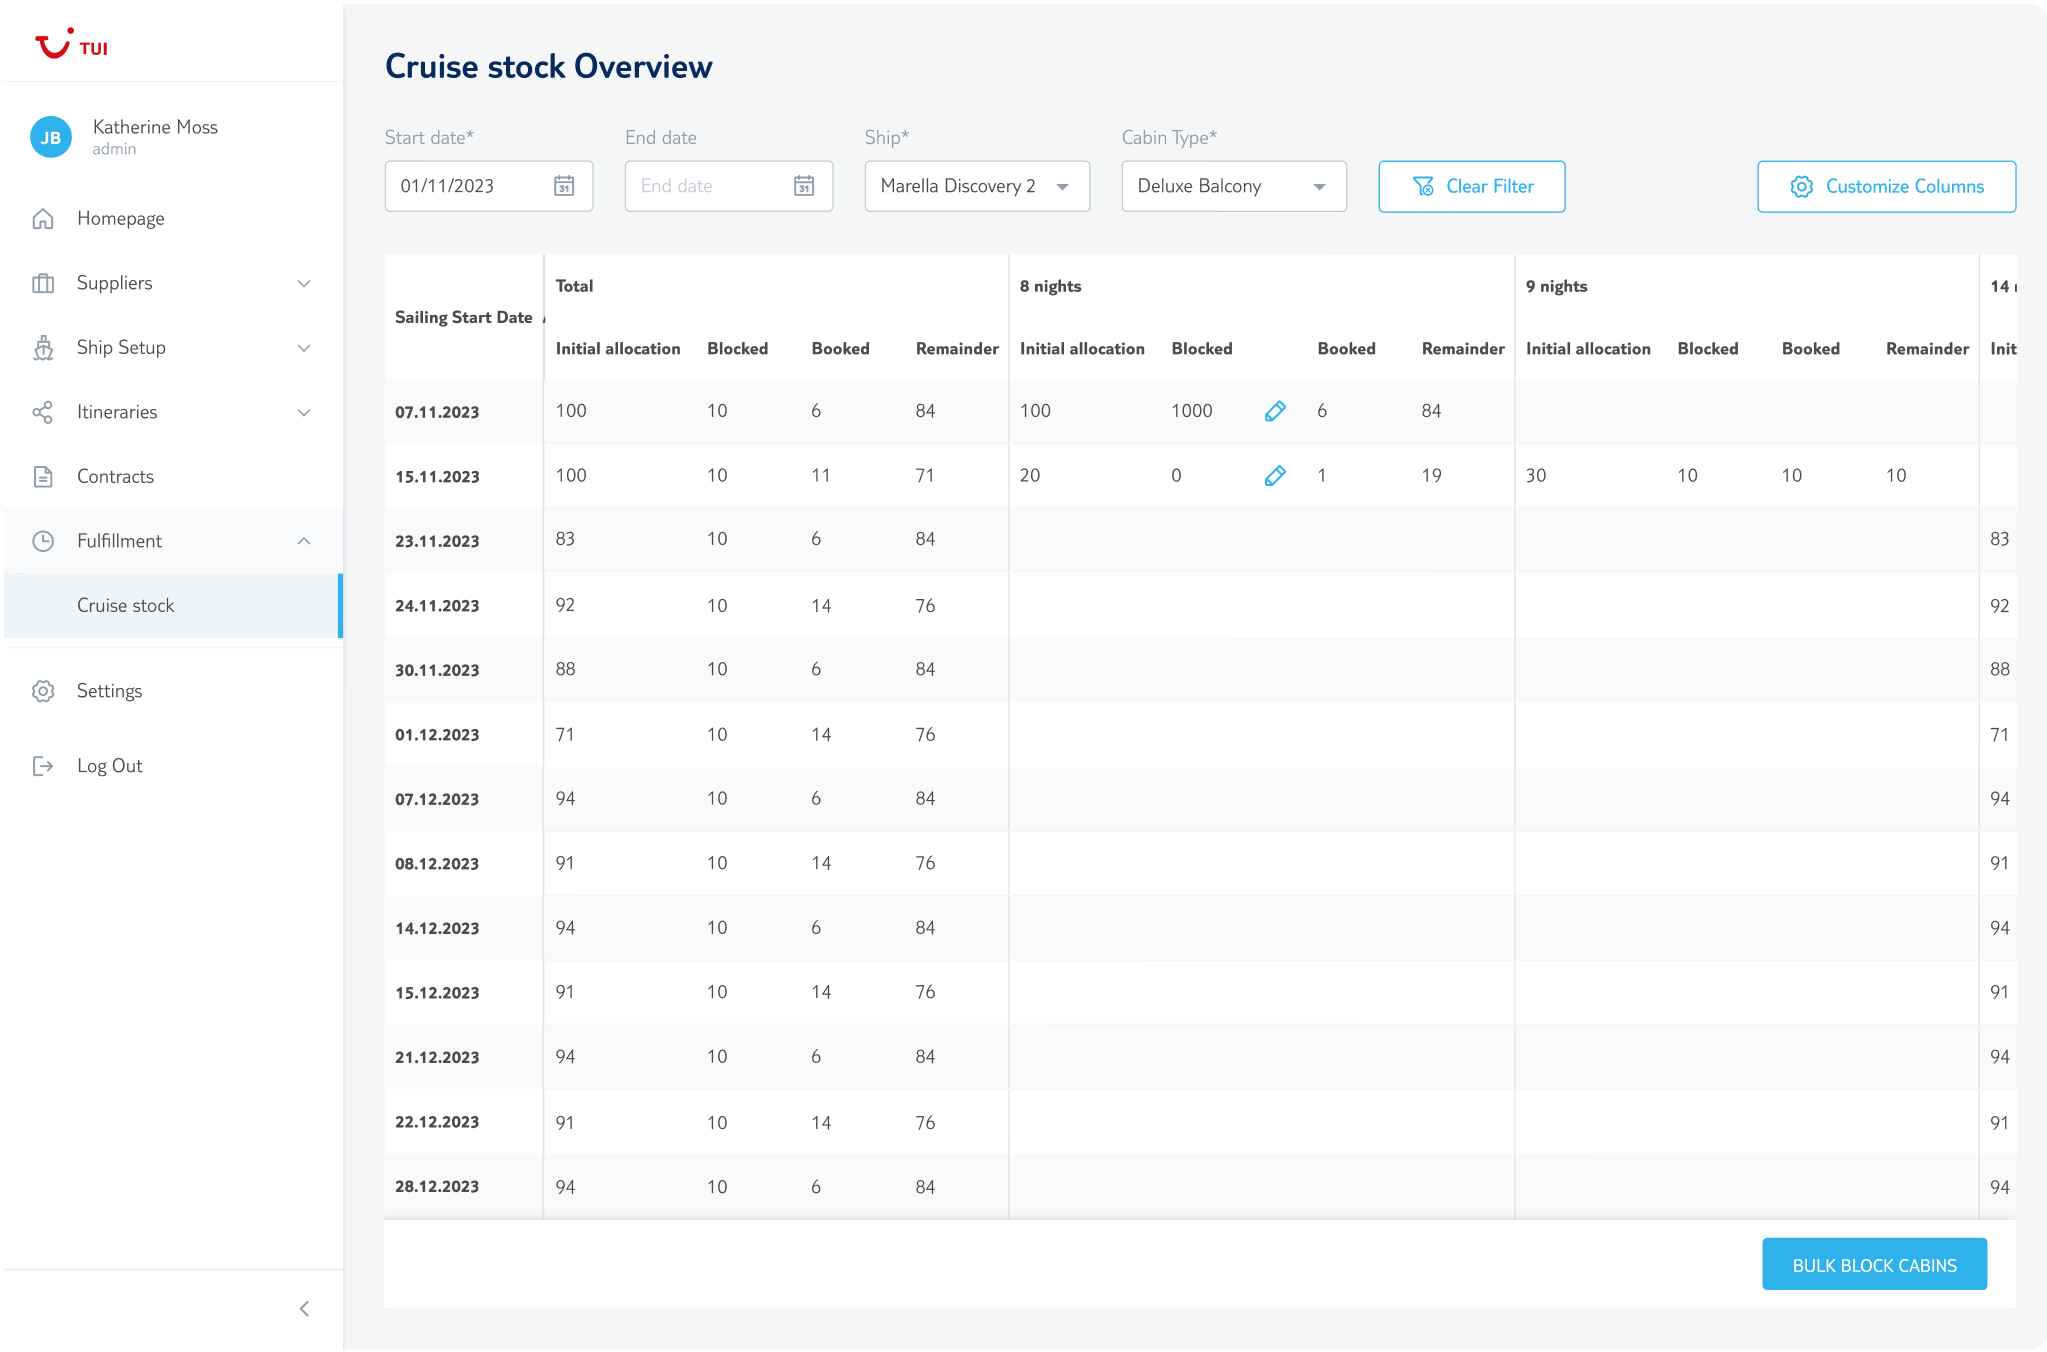 TUI
JB
Katherine Moss
admin
Homepage
Suppliers
Ship Setup
Itineraries
Contracts
Fulfillment
Cruise stock
Settings
Log Out
Cruise stock Overview
Start date* End date Ship* Cabin Type*
01/11/2023 31 End date 31 Marella Discovery 2 Deluxe Balcony Clear Filter Customize Columns
Total 8 nights 9 nights 14
Sailing Start Date
Initial allocation Blocked Booked Remainder Initial allocation Blocked Booked Remainder Initial allocation Blocked Booked Remainder Init
07.11.2023 100 10 6 84 100 1000 6 84
15.11.2023 100 10 11 71 20 0 1 19 30 10 10 10
23.11.2023 83 10 6 84 83
24.11.2023 92 10 14 76 92
30.11.2023 88 10 6 84 88
01.12.2023 71 10 14 76 71
07.12.2023 94 10 6 84 94
08.12.2023 91 10 14 76 91
14.12.2023 94 10 6 84 94
15.12.2023 91 10 14 76 91
21.12.2023 94 10 6 84 94
22.12.2023 91 10 14 76 91
28.12.2023 94 10 6 84 94
BULK BLOCK CABINS